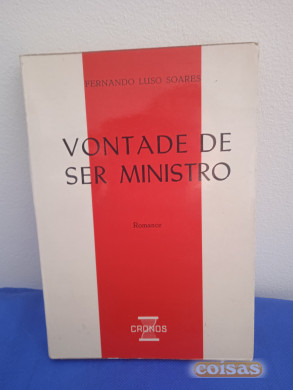 FERNANDO LUSO SOARES
VONTADE DE
SER MINISTRO
Romance
CRONOS
coisas